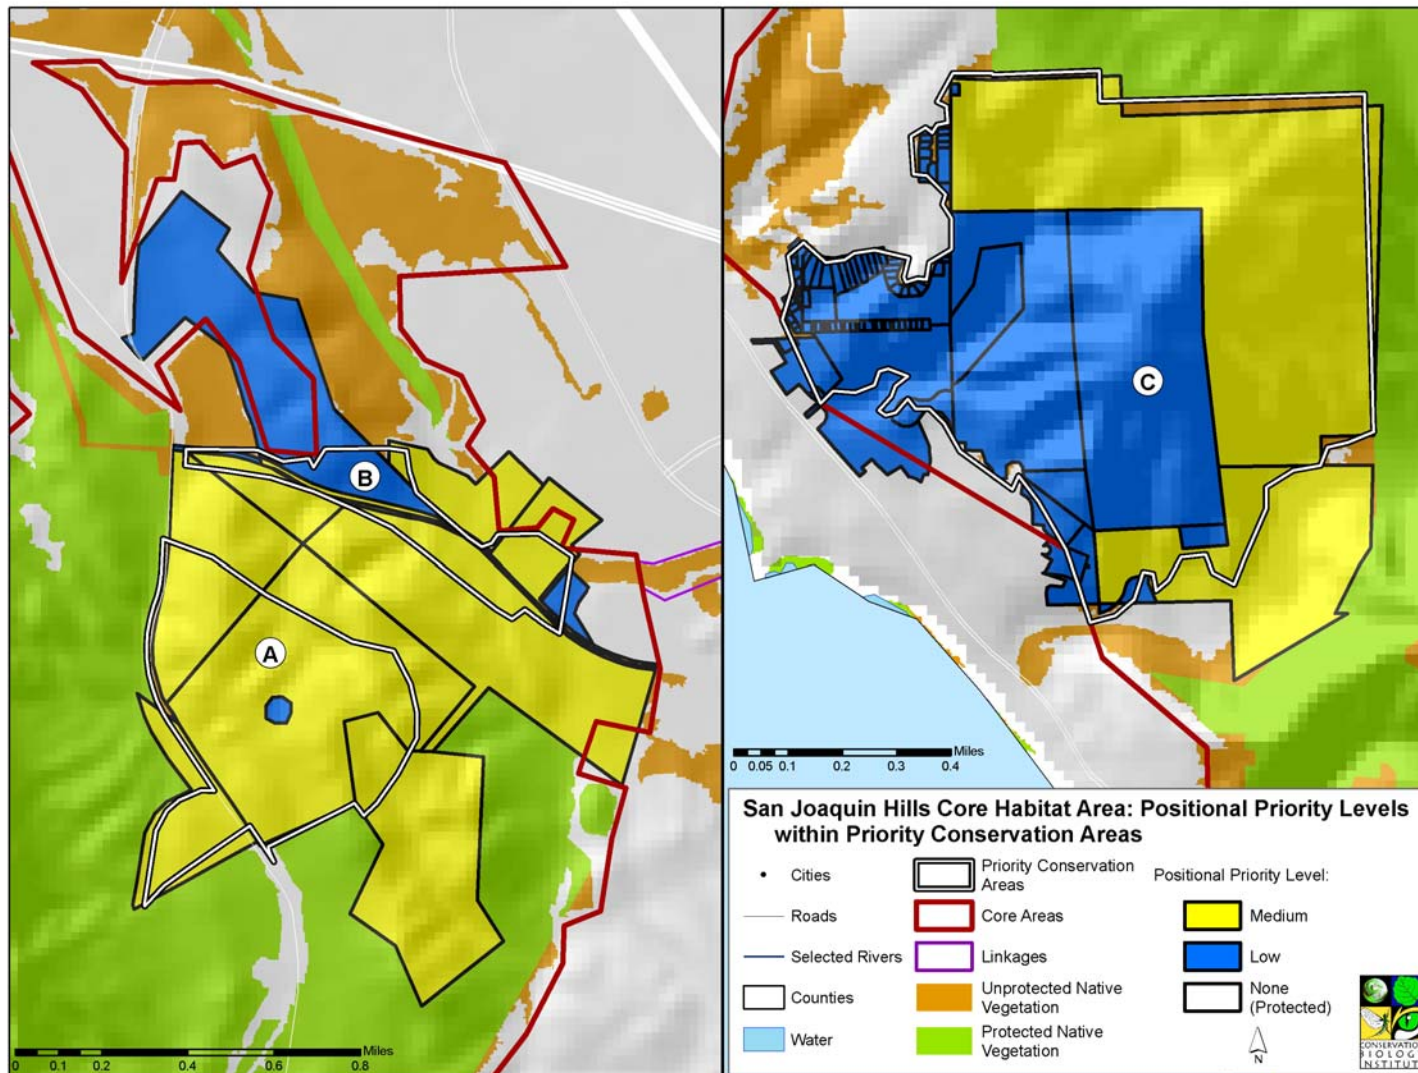 B
A
Miles
0 0.2 0.4 0.6 0.8
0.1
C
Miles
0 0.05 0.1 0.2 0.3 0.4
San Joaquin Hills Core Habitat Area: Positional Priority Levels
within Priority Conservation Areas
Cities
Roads
Selected Rivers
Counties
Water
Priority Conservation
Areas
Core Areas
Linkages
Unprotected Native
Vegetation
Protected Native
Vegetation
Positional Priority Level:
Medium
Low
None
(Protected)
N
CONSERVATION
BIOLOGY
INSTITUTE